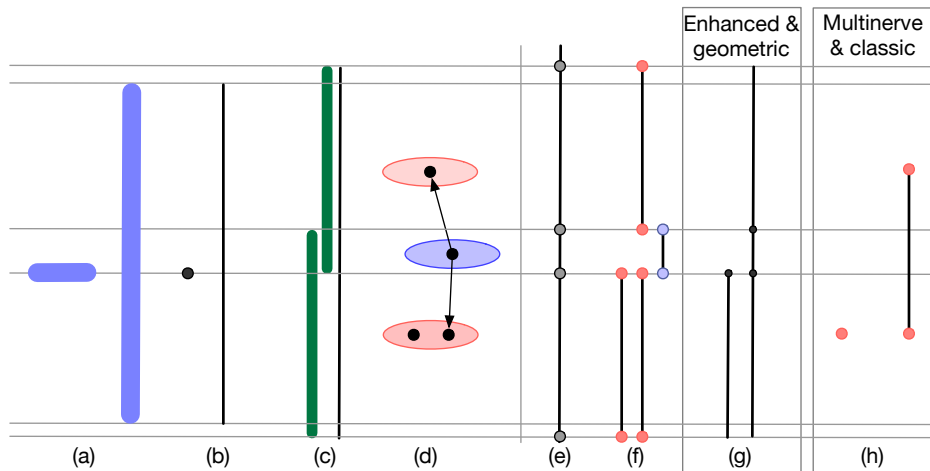 Enhanced &
geometric
Multinerve
& classic
(a)
(b)
(c)
(d)
(e)
(f)
(g)
(h)